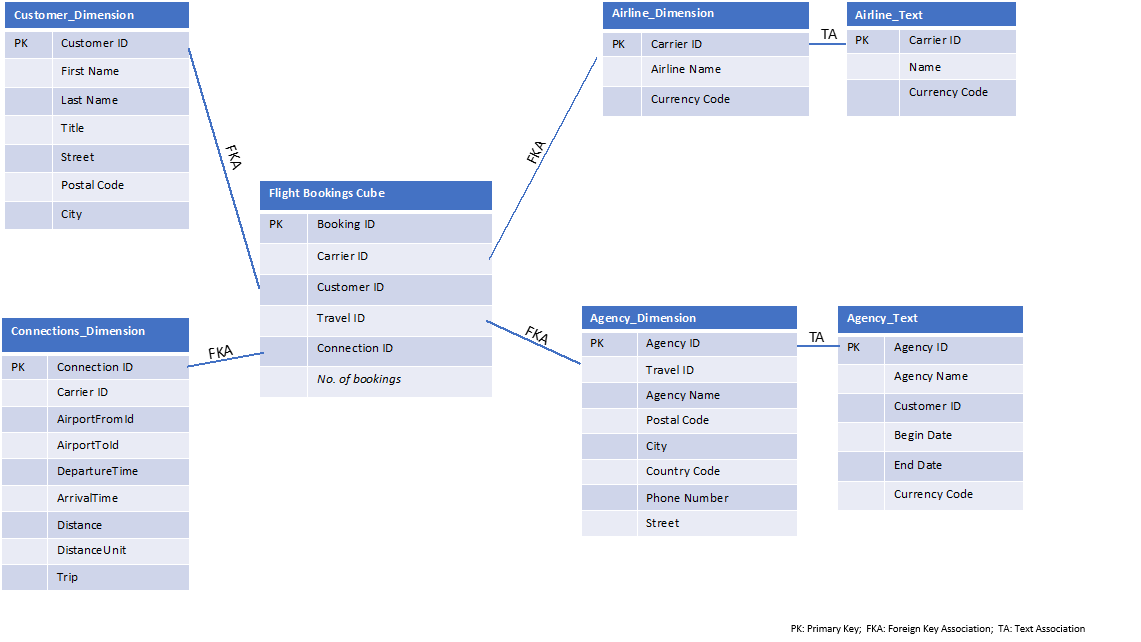 Customer_Dimension
PK Customer ID
First Name
Last Name
Title
Street
Postal Code
City
FKA
Airline_Dimension
PK Carrier ID
Airline Name
Currency Code
TA
Airline_Text
PK Carrier ID
Name
Currency Code
FKA
Flight Bookings Cube
PK Booking ID
Carrier ID
Customer ID
Travel ID
Connection ID
No. of bookings
Connections_Dimension
PK Connection ID
Carrier ID
AirportFromId
AirportToId
DepartureTime
ArrivalTime
Distance
DistanceUnit
Trip
FKA
FKA
Agency_Dimension
PK Agency ID
Travel ID
Agency Name
Postal Code
City
Country Code
Phone Number
Street
TA
Agency_Text
PK Agency ID
Agency Name
Customer ID
Begin Date
End Date
Currency Code
PK: Primary Key; FKA: Foreign Key Association; TA: Text Association